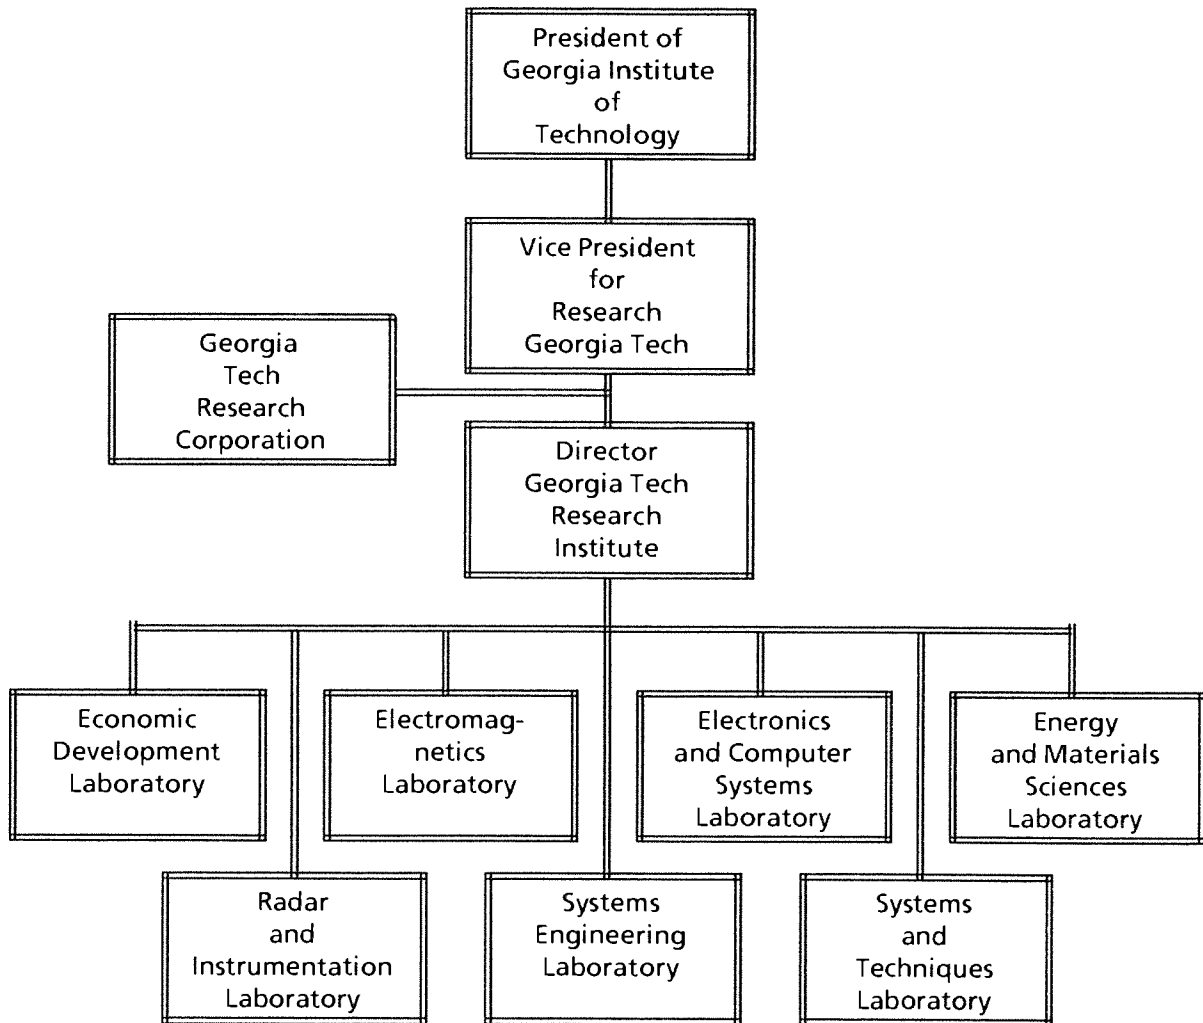 President of
Georgia Institute
of
Technology
Vice President
for
Research
Georgia Tech
Georgia
Tech
Research
Corporation
Director
Georgia Tech
Research
Institute
Economic
Development
Laboratory
Electromag-
netics
Laboratory
Electronics
and Computer
Systems
Laboratory
Energy
and Materials
Sciences
Laboratory
Radar
and
Instrumentation
Laboratory
Systems
Engineering
Laboratory
Systems
and
Techniques
Laboratory